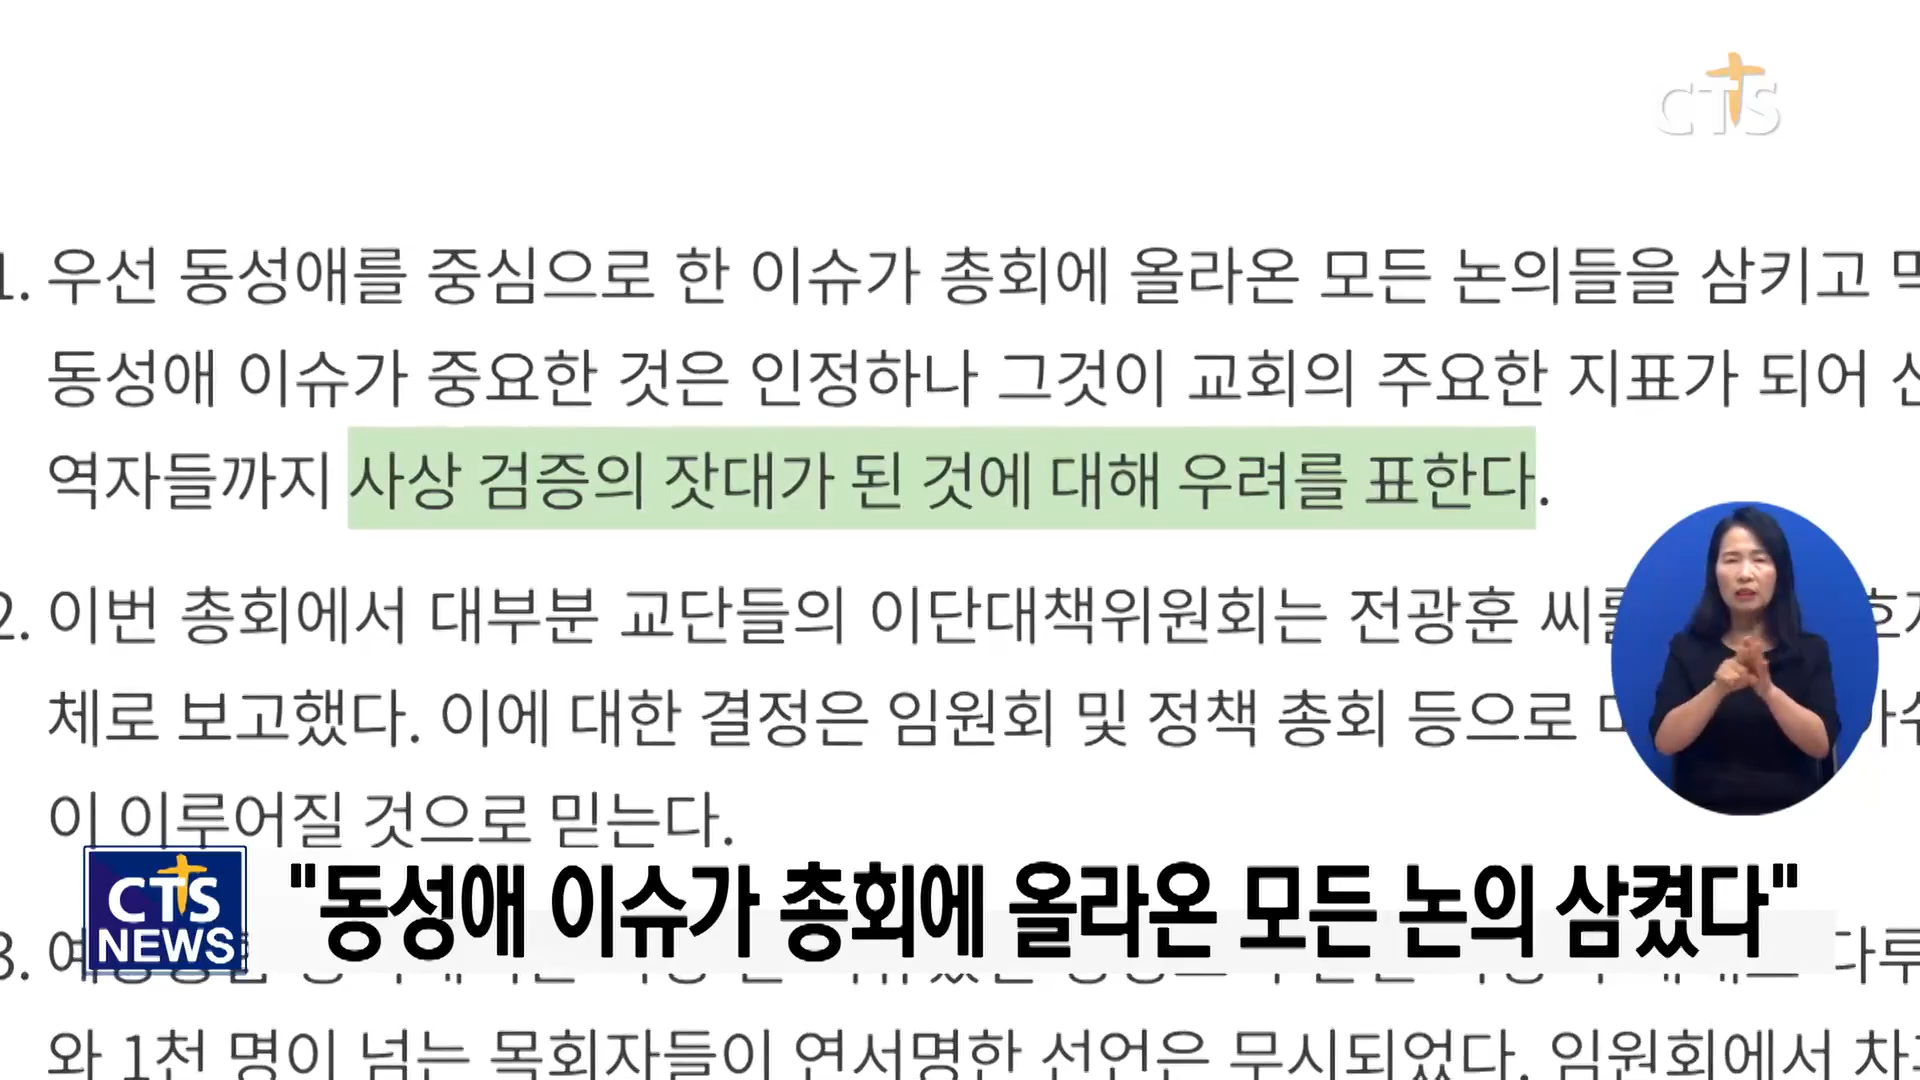 CTS
1. 우선 동성애를 중심으로 한 이슈가 총회에 올라온 모든 논의들을 삼키고
동성애 이슈가 중요한 것은 인정하나 그것이 교회의 주요한 지표가 되어
역자들까지 사상 검증의 잣대가 된 것에 대해 우려를 표한다.
2. 이번 총회에서 대부분 교단들의 이단대책위원회는 전광훈 씨를
체로 보고했다. 이에 대한 결정은 임원회 및 정책 총회 등으로
이 이루어질 것으로 믿는다.
CTS NEWS
"동성애 이슈가 총회에 올라온 모든 논의 삼켰다"
3.
와 1천 명이 넘는 목회자들이 연서명한 선언은 무시되었다. 임원회에서